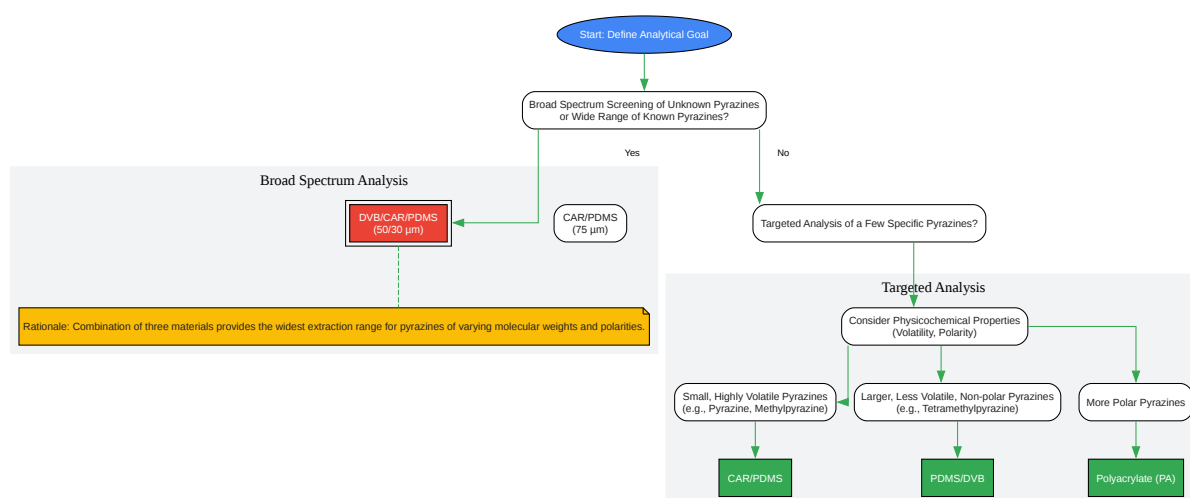 Start: Define Analytical Goal
Broad Spectrum Screening of Unknown Pyrazines
or Wide Range of Known Pyrazines?
Yes
No
Broad Spectrum Analysis
DVB/CAR/PDMS
(50/30 µm)
CAR/PDMS
(75 µm)
Targeted Analysis of a Few Specific Pyrazines?
Rationale: Combination of three materials provides the widest extraction range for pyrazines of varying molecular weights and polarities.
Targeted Analysis
Consider Physicochemical Properties
(Volatility, Polarity)
Small, Highly Volatile Pyrazines
(e.g., Pyrazine, Methylpyrazine)
Larger, Less Volatile, Non-polar Pyrazines
(e.g., Tetramethylpyrazine)
More Polar Pyrazines
CAR/PDMS
PDMS/DVB
Polyacrylate (PA)